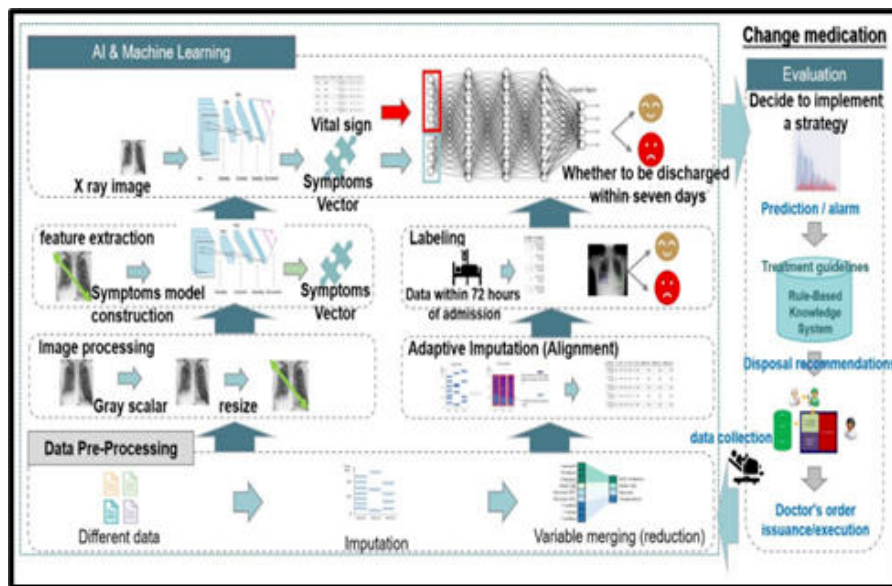 AI & Machine Learning
Vital sign
X ray image
Symptoms
Vector
Whether to be discharged
within seven days
feature extraction
Symptoms model
construction
Symptoms
Vector
Labeling
Data within 72 hours
of admission
Image processing
Gray scalar
resize
Adaptive Imputation (Alignment)
Data Pre-Processing
Different data
Imputation
Variable merging (reduction)
Change medication
Evaluation
Decide to implement
a strategy
Prediction / alarm
Treatment guidelines
Rule-Based
Knowledge
System
Disposal recommendations
data collection
Doctor's order
issuance/execution